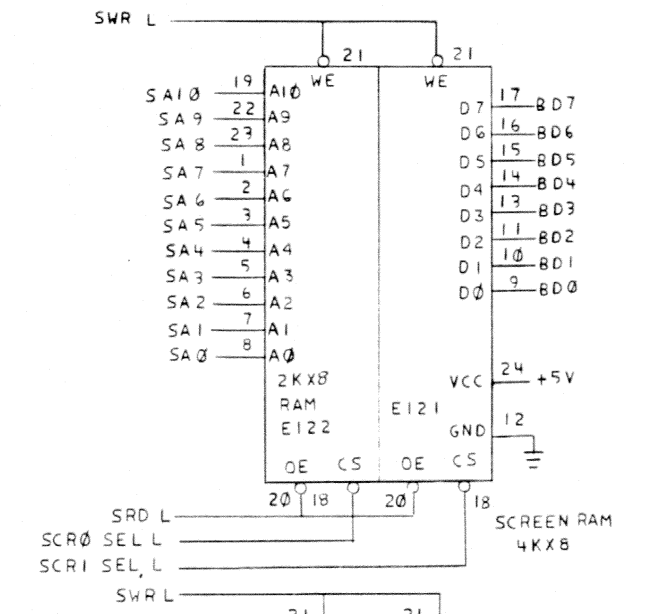 SWR L
21 21
WE WE
SA10 19 A10
SA9 22 A9
SA8 23 A8
SA7 1 A7
SA6 2 A6
SA5 3 A5
SA4 4 A4
SA3 5 A3
SA2 6 A2
SA1 7 A1
SA0 8 A0
D7 17 BD7
D6 16 BD6
D5 15 BD5
D4 14 BD4
D3 13 BD3
D2 11 BD2
D1 10 BD1
D0 9 BD0
2KX8
RAM
E122
E121
VCC 24 +5V
GND 12
OE CS OE CS
20 18 20 18
SRD L
SCR0 SEL L
SCR1 SEL L
SCREEN RAM
4KX8
SWR L
21 21